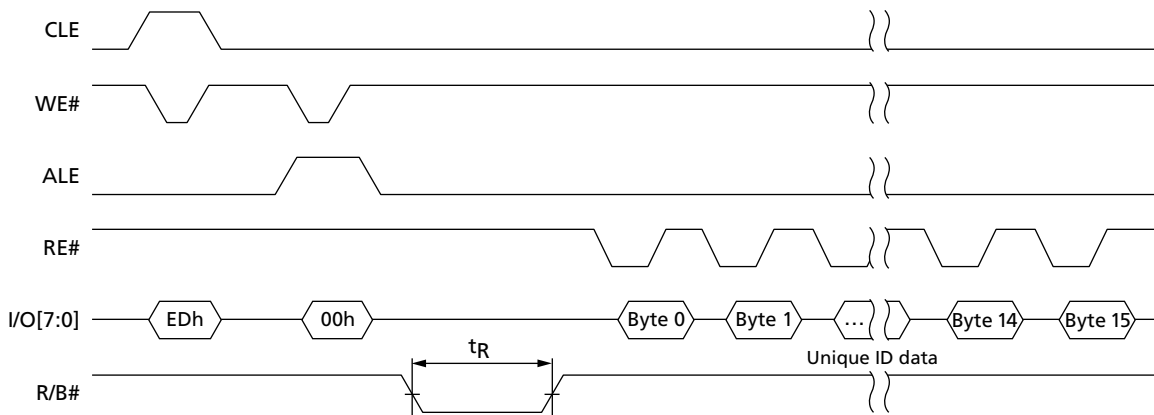 CLE
WE#
ALE
RE#
I/O[7:0] EDh 00h Byte 0 Byte 1 ... Byte 14 Byte 15
tR Unique ID data
R/B#